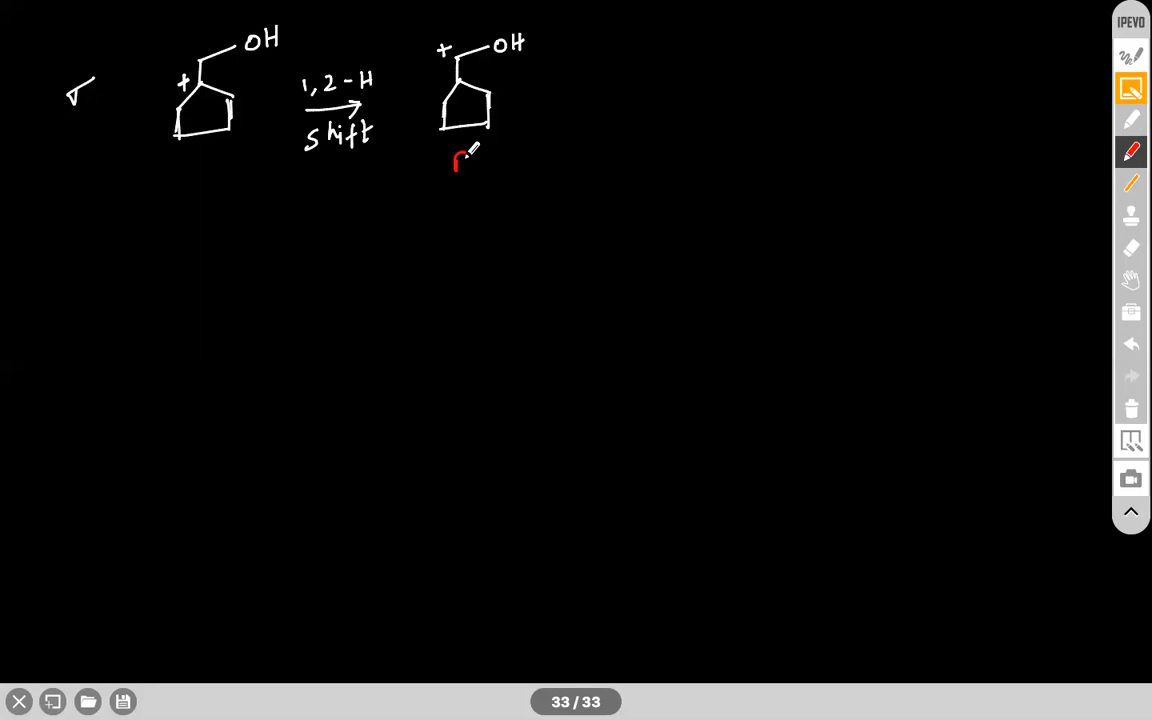 OH
+
1, 2 - H
shift
+
OH
IPEVO
33 / 33